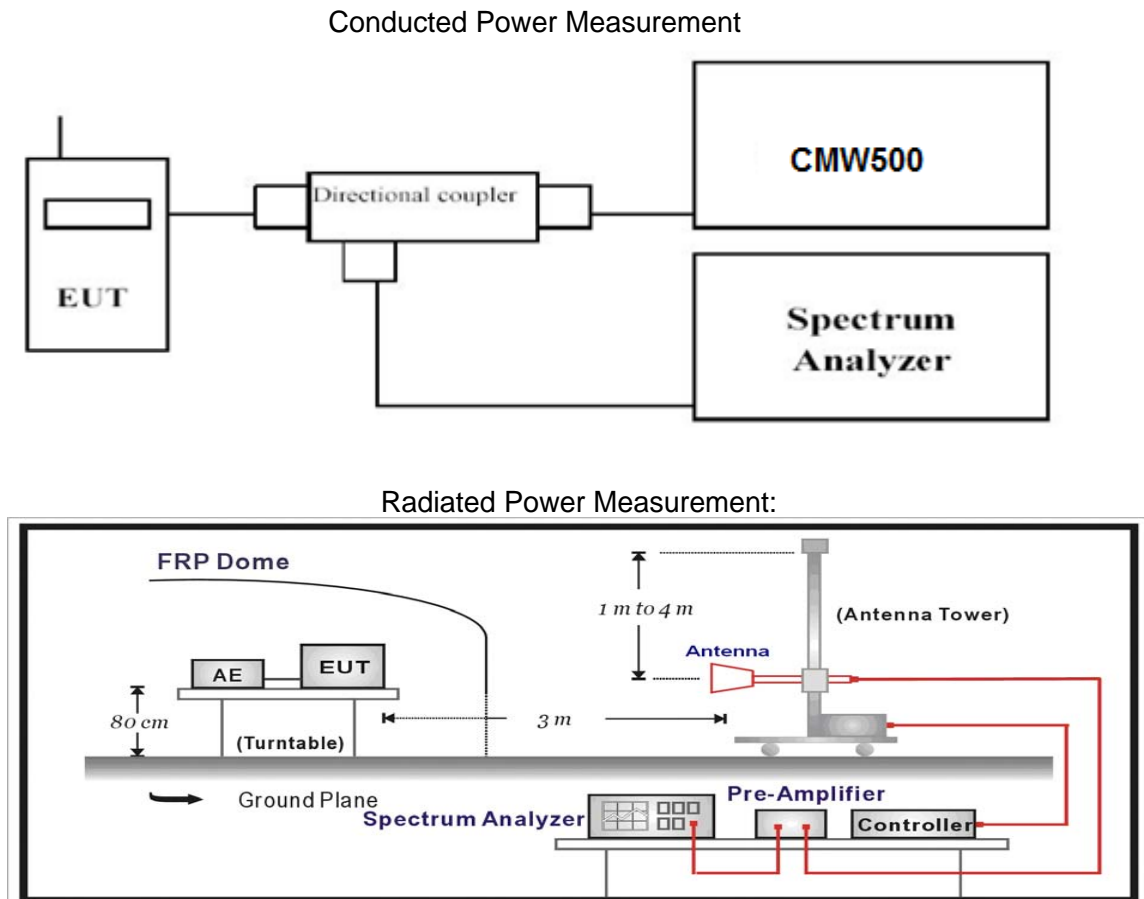 Conducted Power Measurement
CMW500
Directional coupler
EUT
Spectrum
Analyzer
Radiated Power Measurement:
FRP Dome
1 m to 4 m
(Antenna Tower)
Antenna
AE
EUT
80 cm
3 m
(Turntable)
Ground Plane
Pre-Amplifier
Spectrum Analyzer
Controller